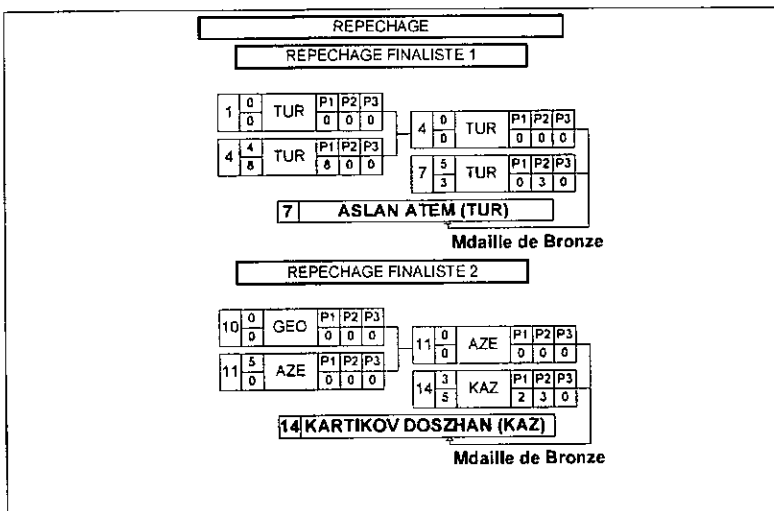 REPECHAGE
REPECHAGE FINALISTE 1
1 0 0 TUR P1 P2 P3 0 0 0
4 4 8 TUR P1 P2 P3 8 0 0
4 0 0 TUR P1 P2 P3 0 0 0
7 5 3 TUR P1 P2 P3 0 3 0
7 ASLAN ATEM (TUR)
Mdaille de Bronze
REPECHAGE FINALISTE 2
10 0 0 GEO P1 P2 P3 0 0 0
11 5 0 AZE P1 P2 P3 0 0 0
11 0 0 AZE P1 P2 P3 0 0 0
14 3 5 KAZ P1 P2 P3 2 3 0
14 KARTIKOV DOSZHAN (KAZ)
Mdaille de Bronze